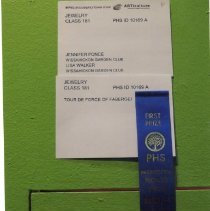 JEWELRY
CLASS 181 PHS ID 10169 A
JENNIFER PONCE
WISSAHICKON GARDEN CLUB
LISA WALKER
WISSAHICKON GARDEN CLUB
JEWELRY
CLASS 181 PHS ID 10169 A
TOUR DE FORCE OF FABERGE!
FIRST
PRIZE
PHS